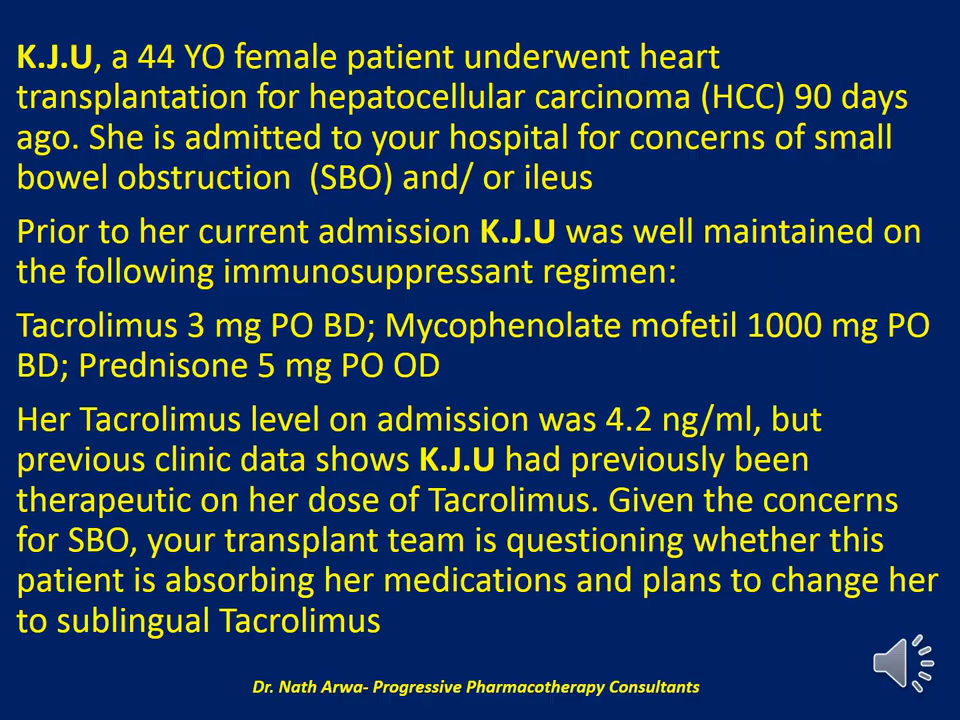 K.J.U, a 44 YO female patient underwent heart
transplantation for hepatocellular carcinoma (HCC) 90 days
ago. She is admitted to your hospital for concerns of small
bowel obstruction (SBO) and/ or ileus
Prior to her current admission K.J.U was well maintained on
the following immunosuppressant regimen:
Tacrolimus 3 mg PO BD; Mycophenolate mofetil 1000 mg PO
BD; Prednisone 5 mg PO OD
Her Tacrolimus level on admission was 4.2 ng/ml, but
previous clinic data shows K.J.U had previously been
therapeutic on her dose of Tacrolimus. Given the concerns
for SBO, your transplant team is questioning whether this
patient is absorbing her medications and plans to change her
to sublingual Tacrolimus
Dr. Nath Arwa- Progressive Pharmacotherapy Consultants